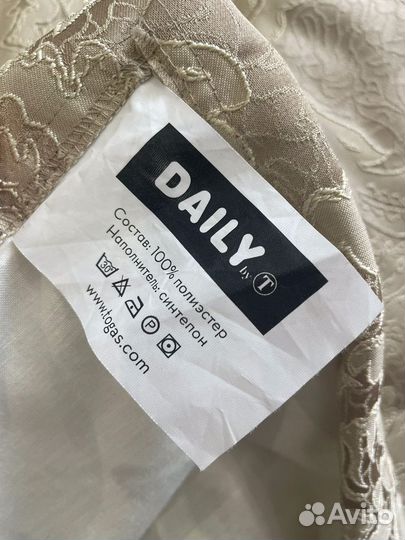 DAILY
by T
Состав: 100% полиэстер
Наполнитель: синтепон
30
P
www.togas.com
Avito